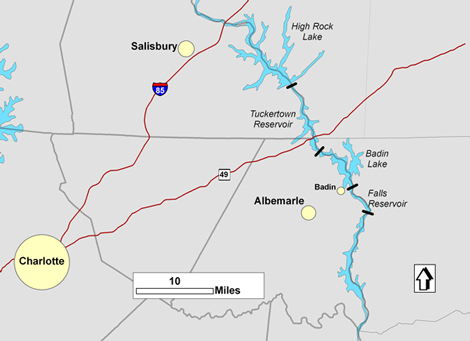 High Rock
Lake
Salisbury
85
Tuckertown
Reservoir
Badin
Lake
49
Badin
Falls
Reservoir
Albemarle
Charlotte
10
Miles